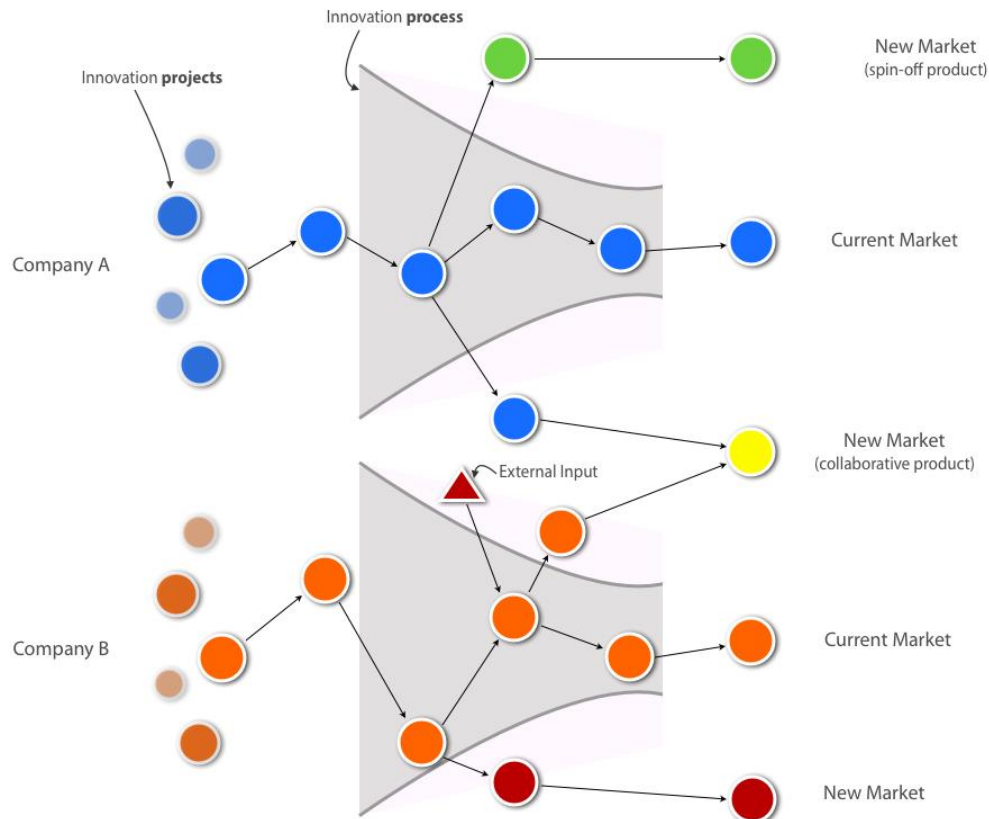 Innovation process
New Market
(spin-off product)
Innovation projects
Current Market
Company A
New Market
(collaborative product)
External Input
Company B
Current Market
New Market